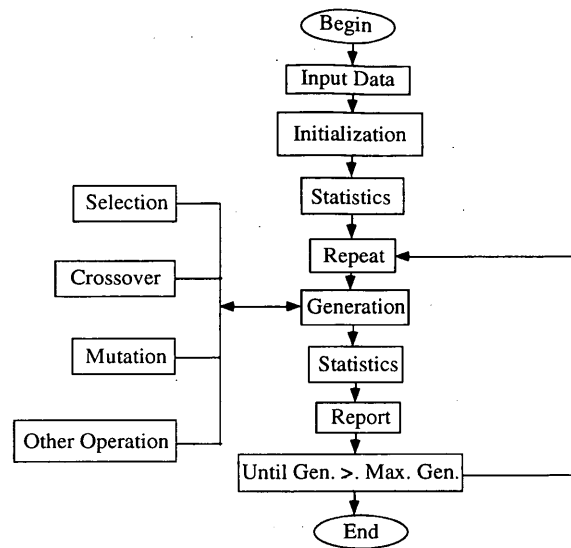 Begin
Input Data
Initialization
Statistics
Repeat
Generation
Statistics
Report
Until Gen. >. Max. Gen.
End
Selection
Crossover
Mutation
Other Operation